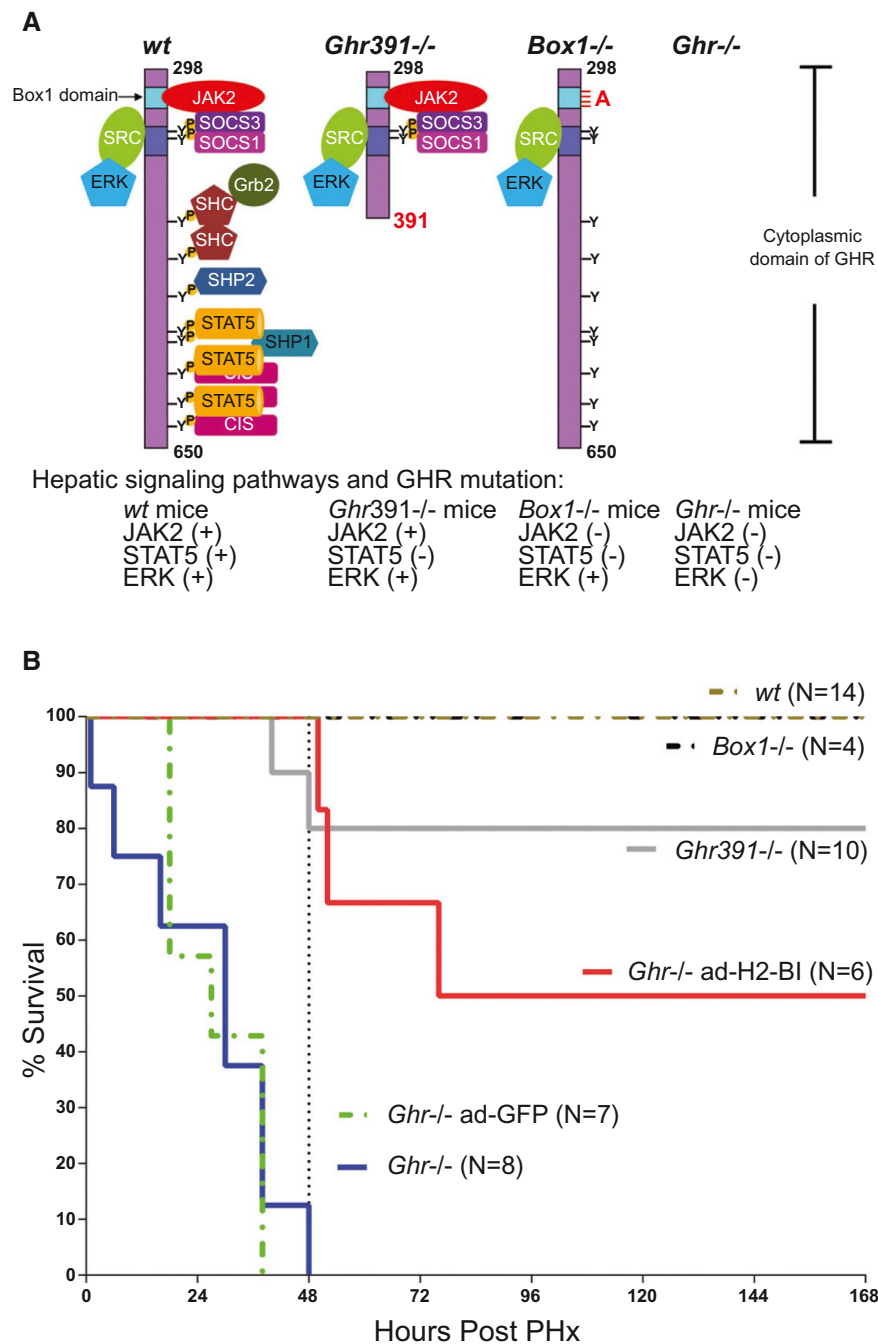 A
wt
Ghr391-/-
Box1-/-
Ghr-/-
298
298
298
Box1 domain
JAK2
JAK2
A
SOCS3
SOCS1
SOCS3
SOCS1
SRC
SRC
SRC
ERK
ERK
ERK
P
P
P
P
Y
Y
Y
Y
Y
Y
Grb2
SHC
SHC
391
Y
P
Y
P
Y
Y
Cytoplasmic
domain of GHR
SHP2
Y
P
Y
STAT5
SHP1
Y
Y
P
P
Y
Y
STAT5
CIS
Y
P
Y
STAT5
Y
P
Y
CIS
Y
P
Y
650
650
Hepatic signaling pathways and GHR mutation:
wt mice
Ghr391-/- mice
Box1-/- mice
Ghr-/- mice
JAK2 (+)
JAK2 (+)
JAK2 (-)
JAK2 (-)
STAT5 (+)
STAT5 (-)
STAT5 (-)
STAT5 (-)
ERK (+)
ERK (+)
ERK (+)
ERK (-)
B
wt (N=14)
Box1-/- (N=4)
Ghr391-/- (N=10)
Ghr-/- ad-H2-BI (N=6)
Ghr-/- ad-GFP (N=7)
Ghr-/- (N=8)
% Survival
100
90
80
70
60
50
40
30
20
10
0
0
24
48
72
96
120
144
168
Hours Post PHx